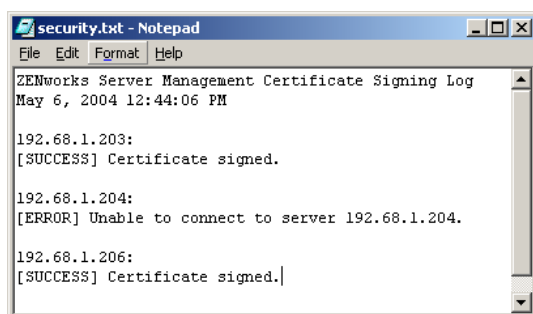 security.txt - Notepad
File Edit Format Help
ZENworks Server Management Certificate Signing Log
May 6, 2004 12:44:06 PM
192.68.1.203:
[SUCCESS] Certificate signed.
192.68.1.204:
[ERROR] Unable to connect to server 192.68.1.204.
192.68.1.206:
[SUCCESS] Certificate signed.